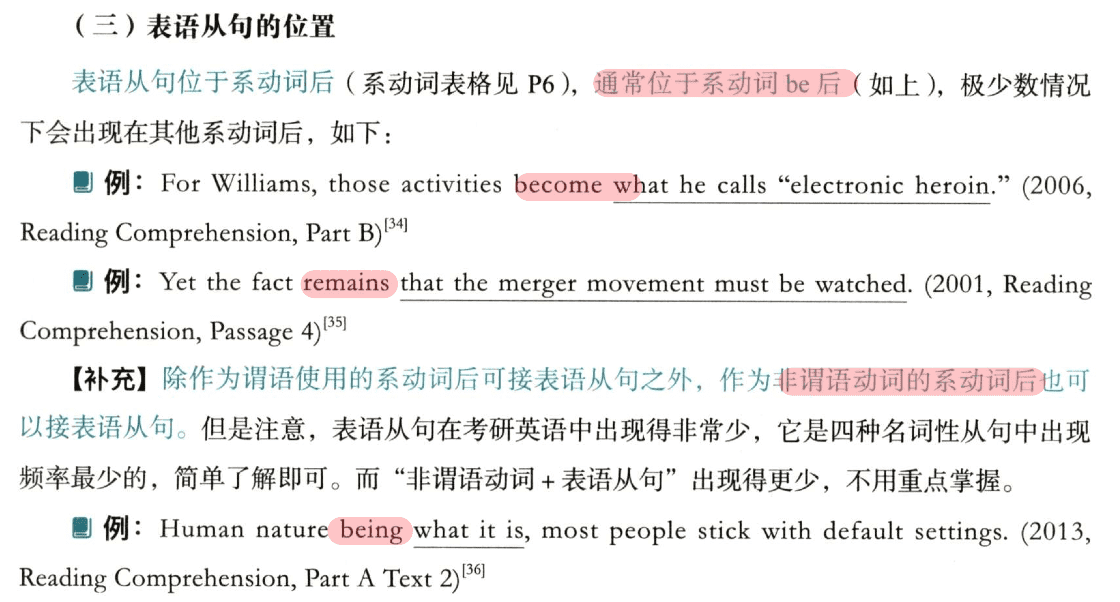 （三）表语从句的位置
表语从句位于系动词后（系动词表格见 P6），通常位于系动词 be 后（如上），极少数情况
下会出现在其他系动词后，如下：
例：For Williams, those activities become what he calls “electronic heroin.” (2006,
Reading Comprehension, Part B)[34]
例：Yet the fact remains that the merger movement must be watched. (2001, Reading
Comprehension, Passage 4)[35]
【补充】除作为谓语使用的系动词后可接表语从句之外，作为非谓语动词的系动词后也可
以接表语从句。但是注意，表语从句在考研英语中出现得非常少，它是四种名词性从句中出现
频率最少的，简单了解即可。而“非谓语动词 + 表语从句”出现得更少，不用重点掌握。
例：Human nature being what it is, most people stick with default settings. (2013,
Reading Comprehension, Part A Text 2)[36]